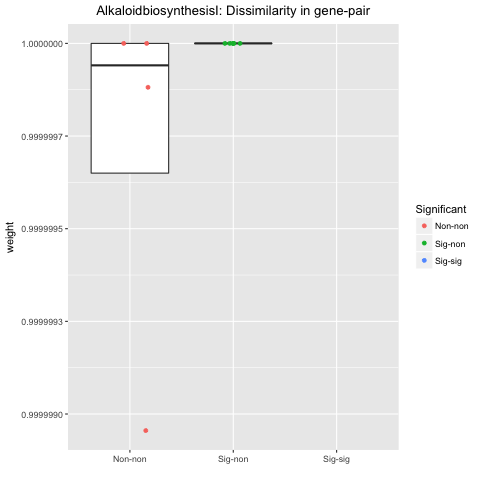 AlkaloidbiosynthesisI: Dissimilarity in gene-pair
1.0000000
0.9999997
0.9999995
0.9999993
0.9999990
weight
Non-non
Sig-non
Sig-sig
Significant
Non-non
Sig-non
Sig-sig